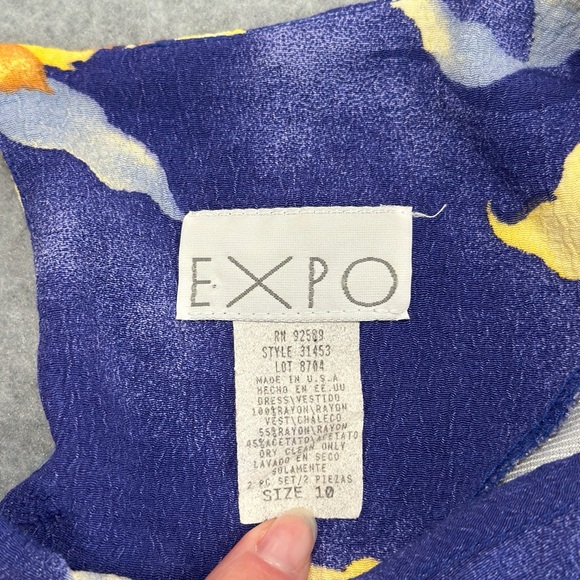 EXPO
RN 92589
STYLE 31453
LOT 8704
MADE IN U.S.A
HECHO EN EE.UU
DRESS\VESTIDO
100%RAYON\RAYON
VEST\CHALECO
55%RAYON\RAYON
45%ACETATO\ACETATO
DRY CLEAN ONLY
LAVADO EN SECO
SOLAMENTE
2 PC SET/2 PIEZAS
SIZE 10